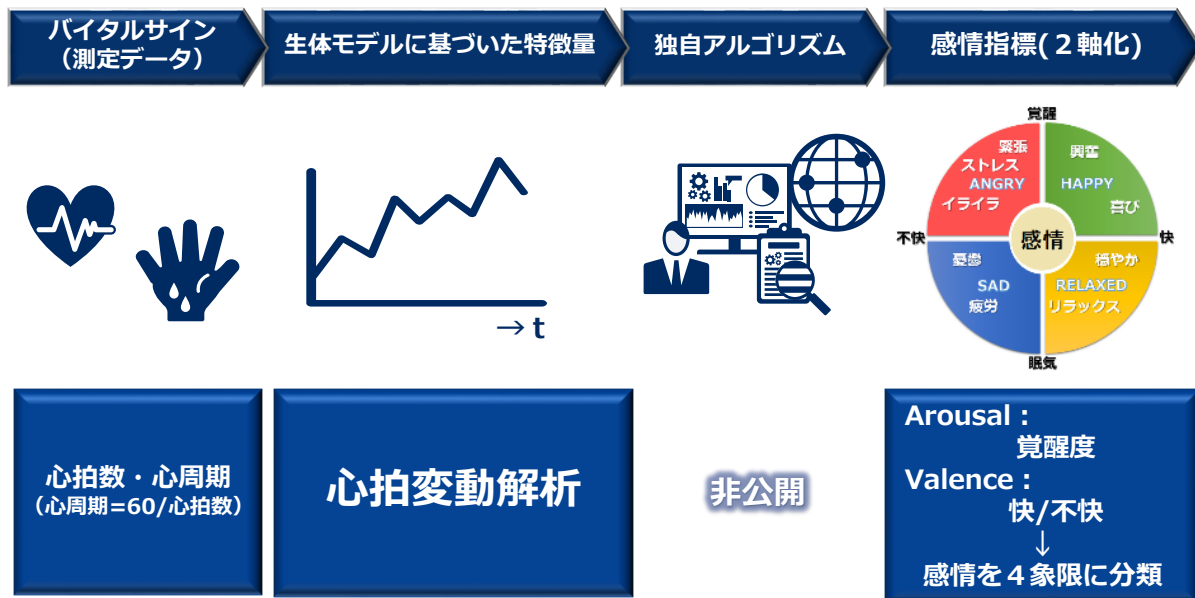 バイタルサイン
（測定データ）
生体モデルに基づいた特徴量
独自アルゴリズム
感情指標(２軸化)
→ t
覚醒
緊張
ストレス
ANGRY
イライラ
興奮
HAPPY
喜び
不快
感情
快
憂鬱
SAD
疲労
穏やか
RELAXED
リラックス
眠気
心拍数・心周期
（心周期=60/心拍数）
心拍変動解析
非公開
Arousal：
覚醒度
Valence：
快/不快
↓
感情を４象限に分類